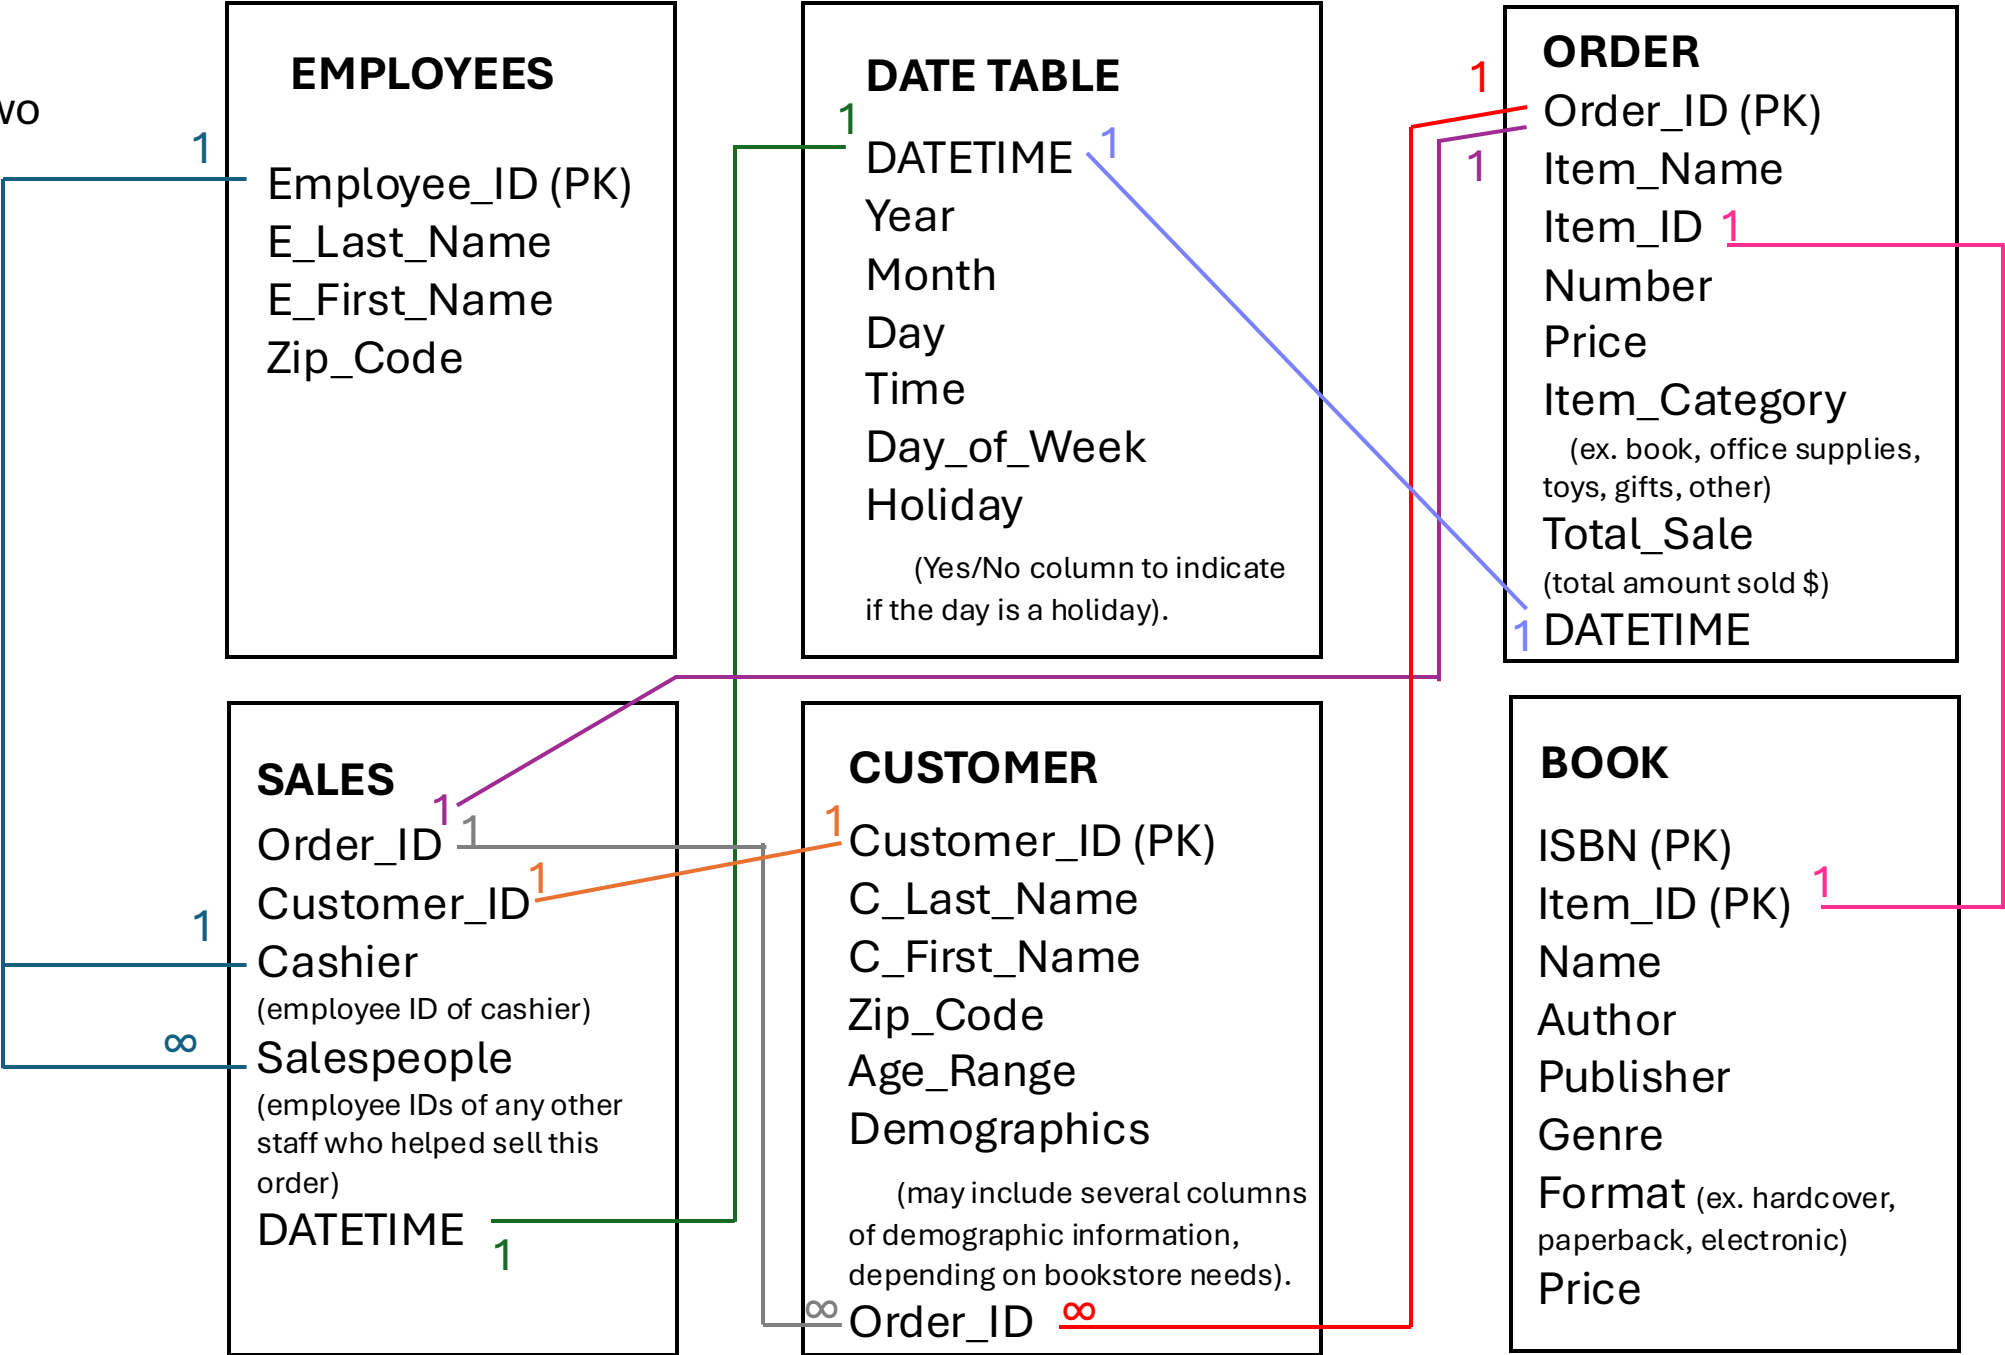 wo
EMPLOYEES
1
Employee_ID (PK)
E_Last_Name
E_First_Name
Zip_Code
DATE TABLE
1
DATETIME 1
Year
Month
Day
Time
Day_of_Week
Holiday
(Yes/No column to indicate
if the day is a holiday).
ORDER
1
Order_ID (PK)
1
Item_Name
Item_ID 1
Number
Price
Item_Category
(ex. book, office supplies,
toys, gifts, other)
Total_Sale
(total amount sold $)
1 DATETIME
SALES
1
Order_ID 1
Customer_ID 1
1
Cashier
(employee ID of cashier)
∞
Salespeople
(employee IDs of any other
staff who helped sell this
order)
DATETIME
1
CUSTOMER
1
Customer_ID (PK)
C_Last_Name
C_First_Name
Zip_Code
Age_Range
Demographics
(may include several columns
of demographic information,
depending on bookstore needs).
∞ Order_ID ∞
BOOK
ISBN (PK)
Item_ID (PK) 1
Name
Author
Publisher
Genre
Format (ex. hardcover,
paperback, electronic)
Price